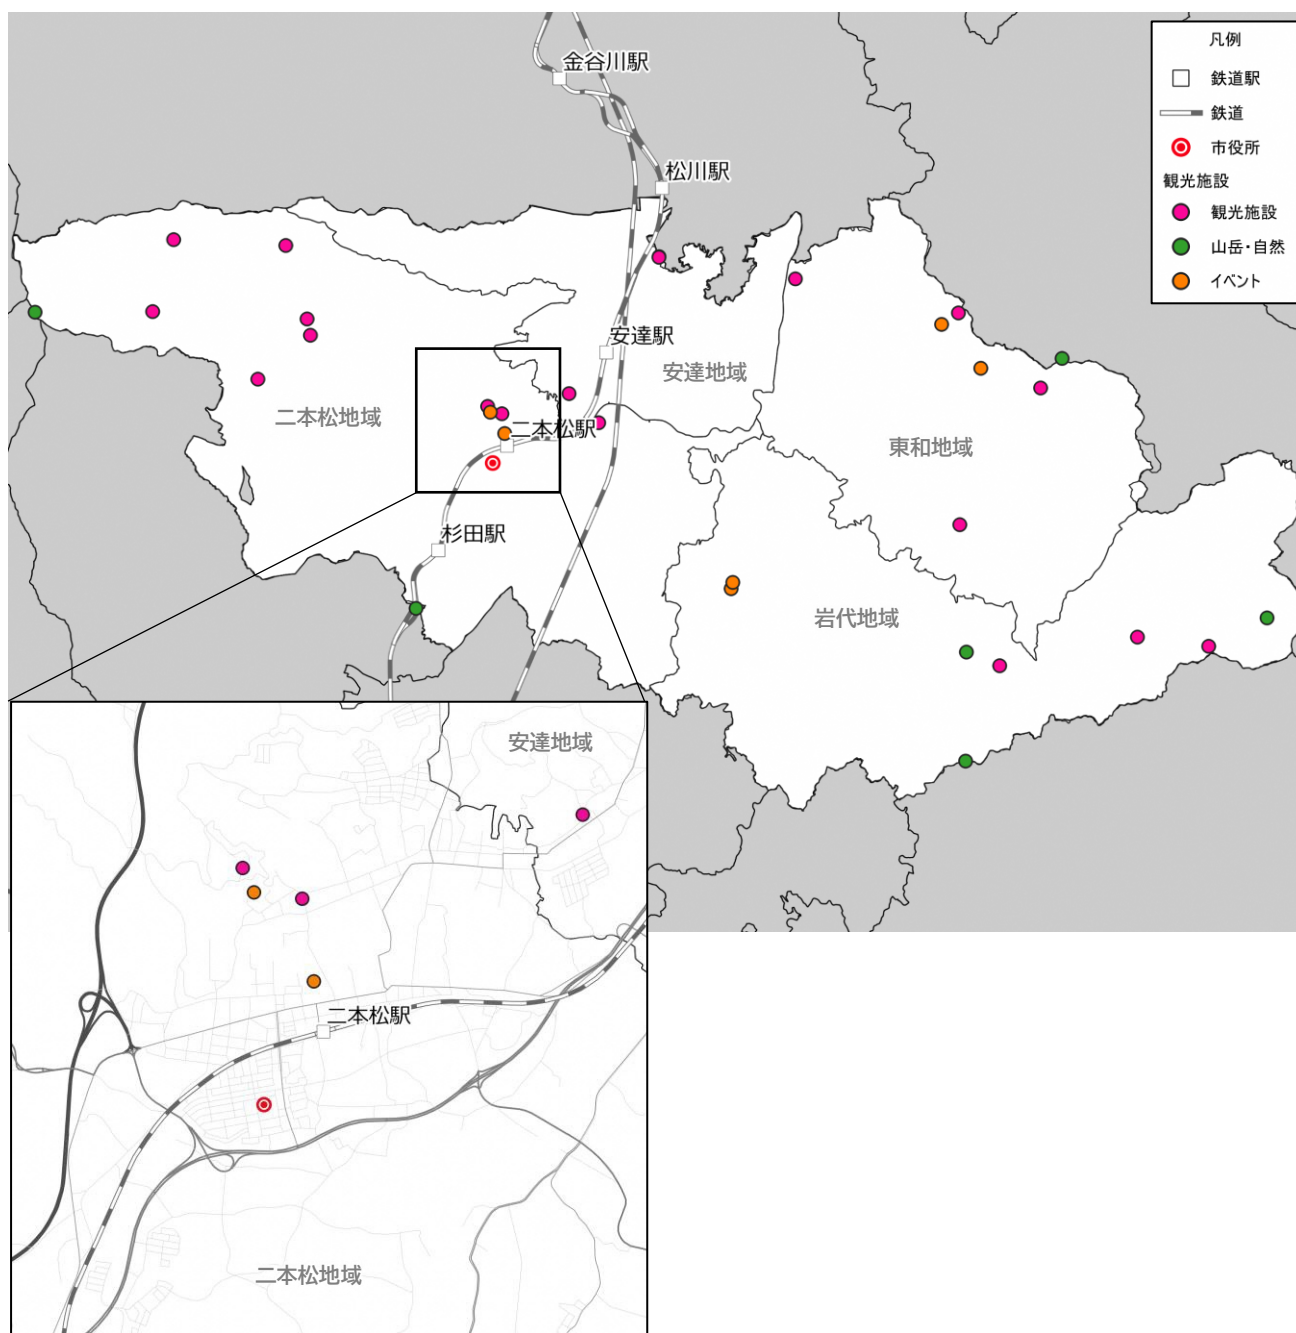 金谷川駅
松川駅
安達駅
安達地域
二本松地域
二本松駅
東和地域
杉田駅
岩代地域
凡例
鉄道駅
鉄道
市役所
観光施設
観光施設
山岳・自然
イベント
安達地域
二本松駅
二本松地域